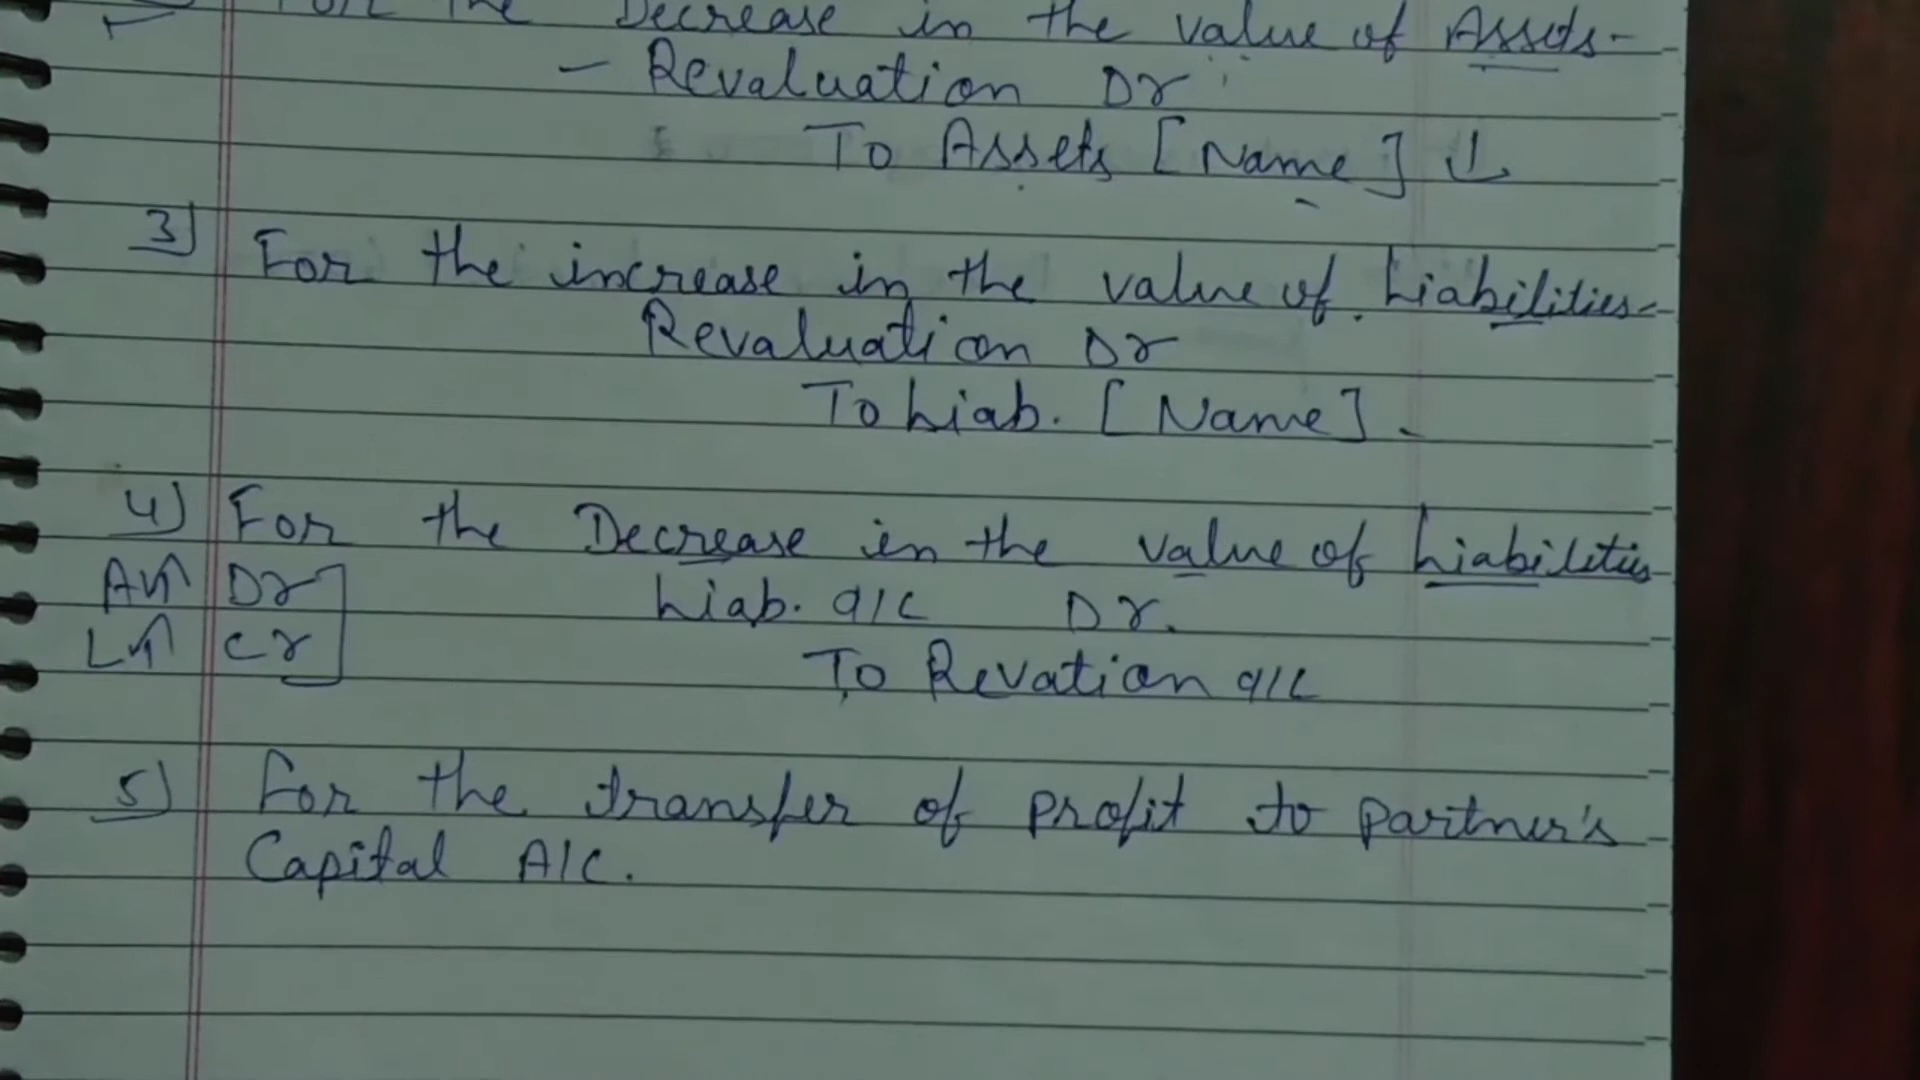 For the Decrease in the value of Assets-
- Revaluation Dr
To Assets [Name] ↓
3) For the increase in the value of Liabilities-
Revaluation Dr
To Liab. [Name].
4) For the Decrease in the value of Liabilities
A↑ Dr Liab. a/c Dr.
L↑ Cr To Revation a/c
5) For the transfer of profit to partner's
Capital A/C.